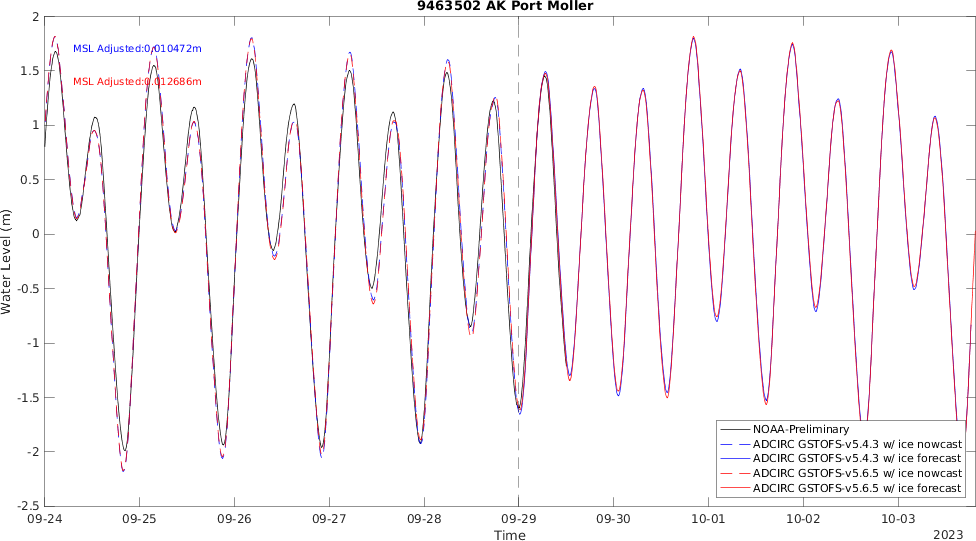 9463502 AK Port Moller
MSL Adjusted:0.010472m
MSL Adjusted:0.012686m
Water Level (m)
2
1.5
1
0.5
0
-0.5
-1
-1.5
-2
-2.5
NOAA-Preliminary
ADCIRC GSTOFS-v5.4.3 w/ ice nowcast
ADCIRC GSTOFS-v5.4.3 w/ ice forecast
ADCIRC GSTOFS-v5.6.5 w/ ice nowcast
ADCIRC GSTOFS-v5.6.5 w/ ice forecast
09-24 09-25 09-26 09-27 09-28 09-29 09-30 10-01 10-02 10-03
Time
2023